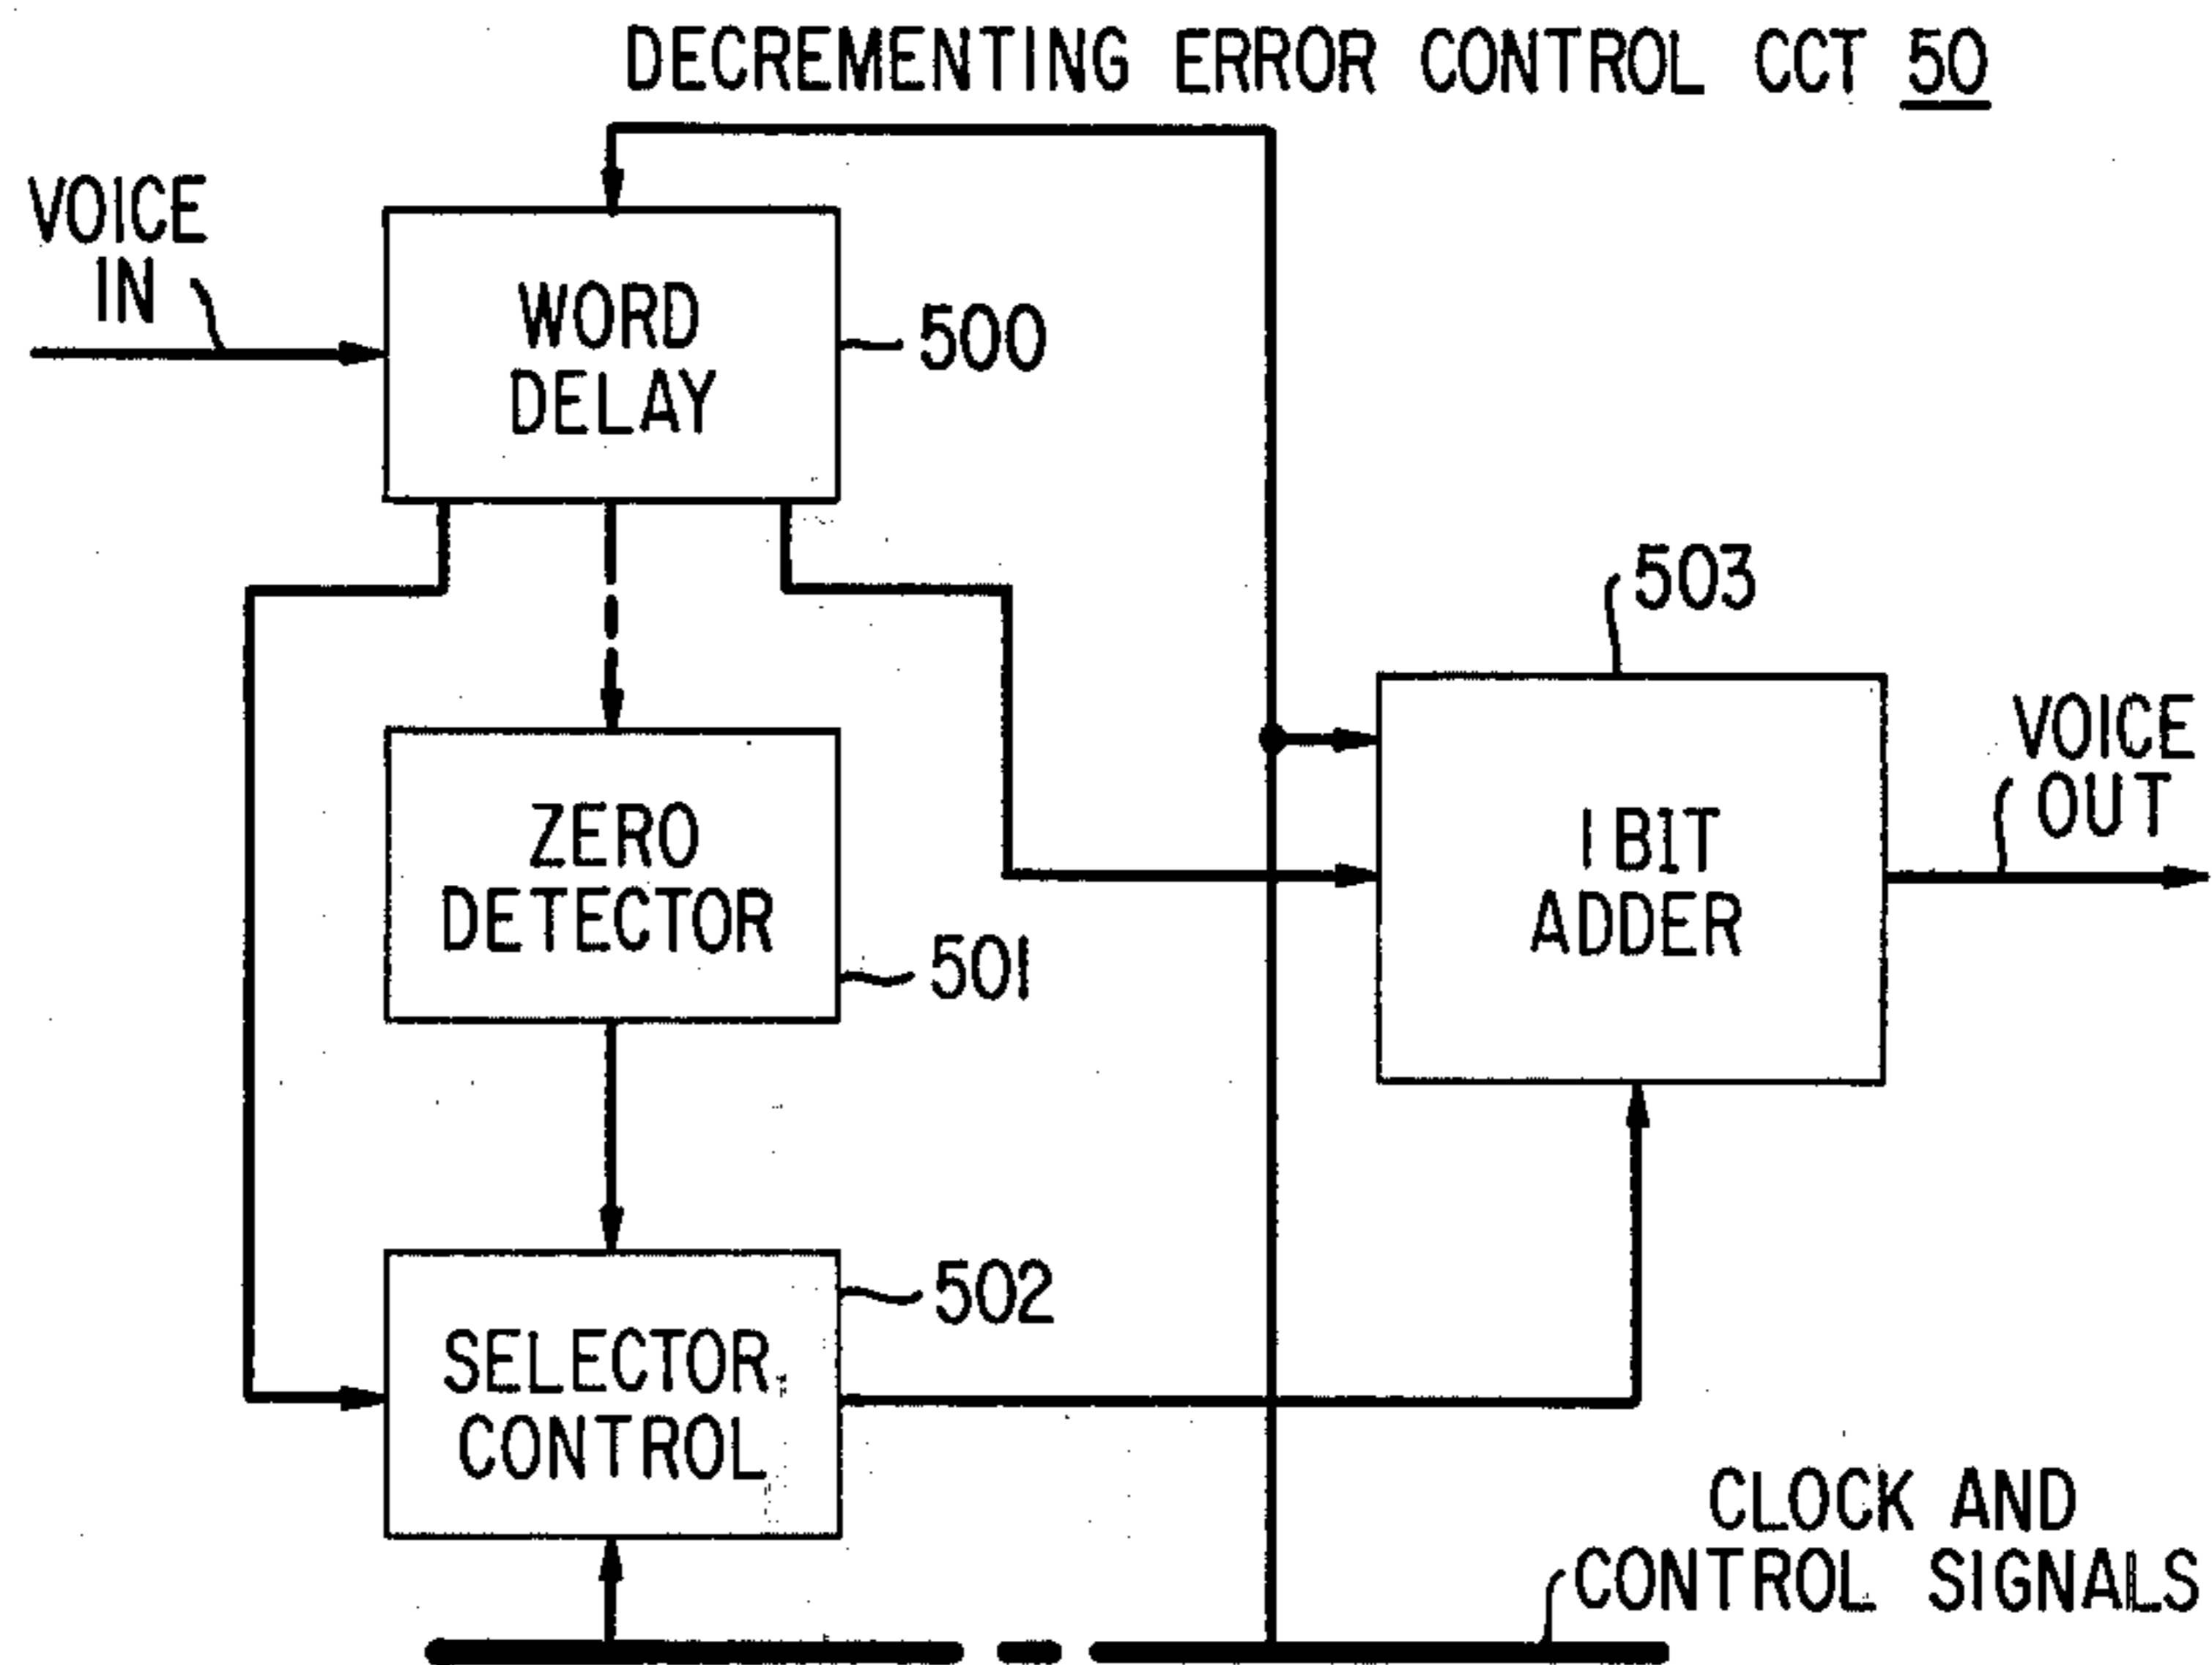 DECREMENTING ERROR CONTROL CCT 50
VOICE
IN
WORD
DELAY
500
503
ZERO
DETECTOR
501
1 BIT
ADDER
VOICE
OUT
502
SELECTOR
CONTROL
CLOCK AND
CONTROL SIGNALS